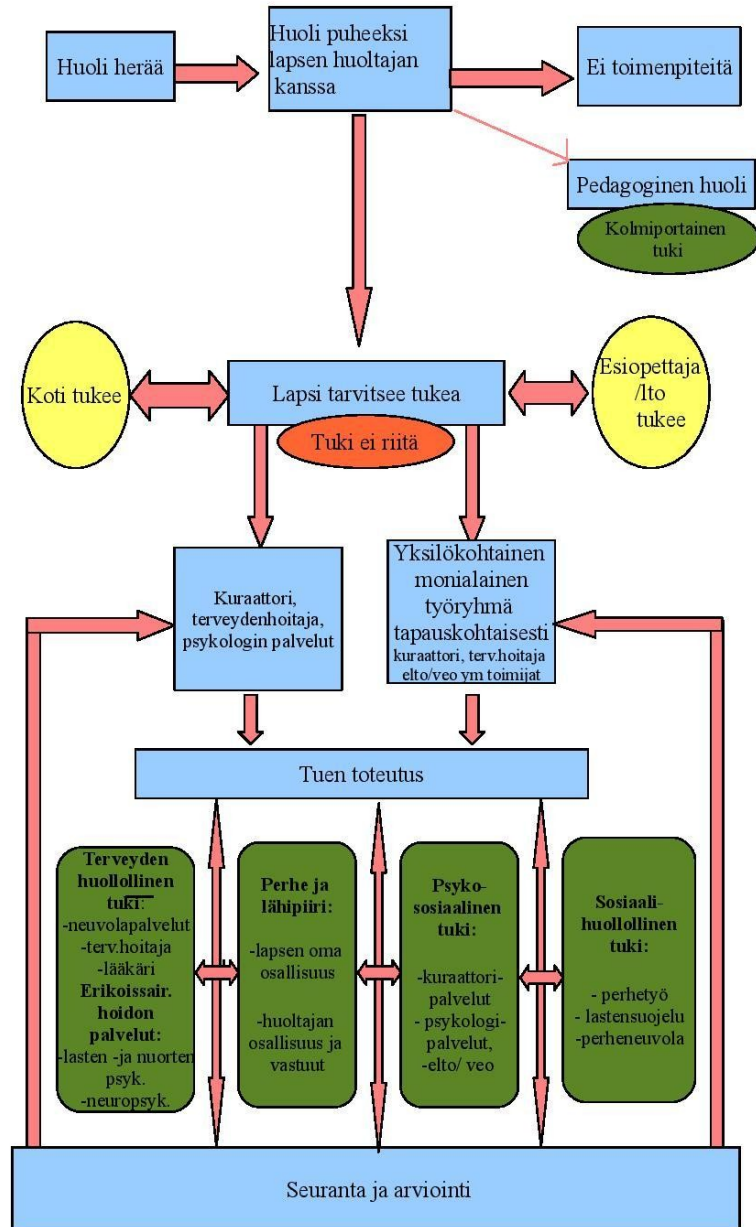 Huoli herää
Huoli puheeksi
lapsen huoltajan
kanssa
Ei toimenpiteitä
Pedagoginen huoli
Kolmiportainen
tuki
Koti tukee
Lapsi tarvitsee tukea
Esiopettaja
/lto
tukee
Tuki ei riitä
Kuraattori,
terveydenhoitaja,
psykologin palvelut
Yksilökohtainen
monialainen
työryhmä
tapauskohtaisesti
kuraattori, terv.hoitaja
elto/veo ym toimijat
Tuen toteutus
Terveyden
huollollinen
tuki:
-neuvolapalvelut
-terv.hoitaja
-lääkäri
Erikoissair.
hoidon
palvelut:
-lasten -ja nuorten
psyk.
-neuropsyk.
Perhe ja
lähipiiri:
-lapsen oma
osallisuus
-huoltajan
osallisuus ja
vastuut
Psyko-
sosiaalinen
tuki:
-kuraattori-
palvelut
- psykologi-
palvelut,
-elto/ veo
Sosiaali-
huollollinen
tuki:
- perhetyö
- lastensuojelu
-perheneuvola
Seuranta ja arviointi